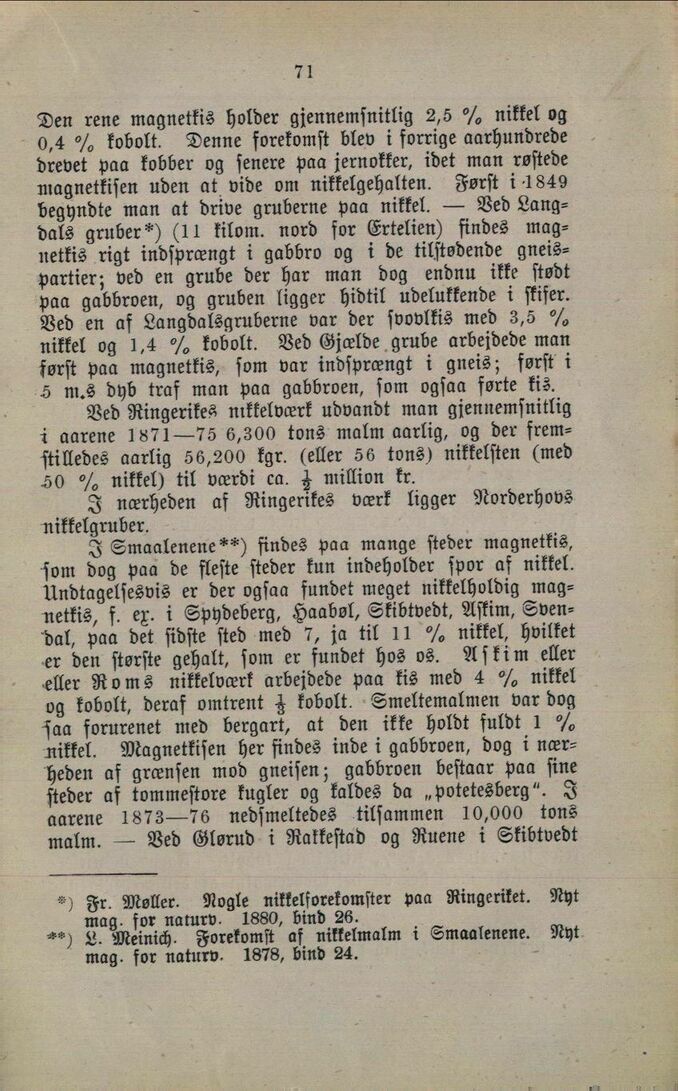 71
Den rene magnetkis holder gjennemsnitlig 2,5 % nikkel og
0,4 % kobolt. Denne forekomst blev i forrige aarhundrede
drevet paa kobber og senere paa jernokker, idet man røstede
magnetkisen uden at vide om nikkelgehalten. Først i 1849
begyndte man at drive gruberne paa nikkel. — Ved Lang-
dals gruber*) (11 kilom. nord for Ertelien) findes mag-
netkis rigt indsprængt i gabbro og i de tilstødende gneis-
partier; ved en grube der har man dog endnu ikke stødt
paa gabbroen, og gruben ligger hidtil udelukkende i skifer.
Ved en af Langdalsgruberne var der svovlkis med 3,5 %
nikkel og 1,4 % kobolt. Ved Gjælde grube arbejdede man
først paa magnetkis, som var indsprængt i gneis; først i
5 m.s dyb traf man paa gabbroen, som ogsaa førte kis.
Ved Ringerikes nikkelværk udvandt man gjennemsnitlig
i aarene 1871—75 6,300 tons malm aarlig, og der frem-
stilledes aarlig 56,200 kgr. (eller 56 tons) nikkelsten (med
50 % nikkel) til værdi ca. ½ million kr.
I nærheden af Ringerikes værk ligger Norderhovs
nikkelgruber.
I Smaalenene**) findes paa mange steder magnetkis,
som dog paa de fleste steder kun indeholder spor af nikkel.
Undtagelsesvis er der ogsaa fundet meget nikkelholdig mag-
netkis, f. ex. i Spydeberg, Haabøl, Skibtvedt, Askim, Sven-
dal, paa det sidste sted med 7, ja til 11 % nikkel, hvilket
er den største gehalt, som er fundet hos os. Askim eller
eller Roms nikkelværk arbejdede paa kis med 4 % nikkel
og kobolt, deraf omtrent ⅓ kobolt. Smeltemalmen var dog
saa forurenet med bergart, at den ikke holdt fuldt 1 %
nikkel. Magnetkisen her findes inde i gabbroen, dog i nær-
heden af grænsen mod gneisen; gabbroen bestaar paa sine
steder af tommestore kugler og kaldes da „potetesberg“. I
aarene 1873—76 nedsmeltedes tilsammen 10,000 tons
malm. — Ved Glørud i Rakkestad og Ruene i Skibtvedt
*) Fr. Møller. Nogle nikkelforekomster paa Ringeriket. Nyt
mag. for naturv. 1880, bind 26.
**) L. Meinich. Forekomst af nikkelmalm i Smaalenene. Nyt
mag. for naturv. 1878, bind 24.